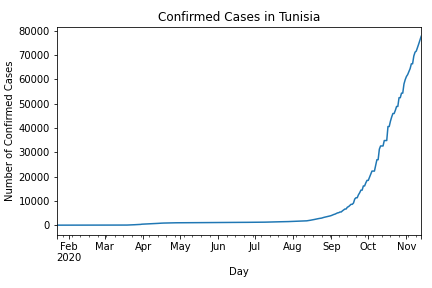 Confirmed Cases in Tunisia
80000
70000
60000
50000
40000
30000
20000
10000
0
Number of Confirmed Cases
Feb Mar Apr May Jun Jul Aug Sep Oct Nov
2020
Day